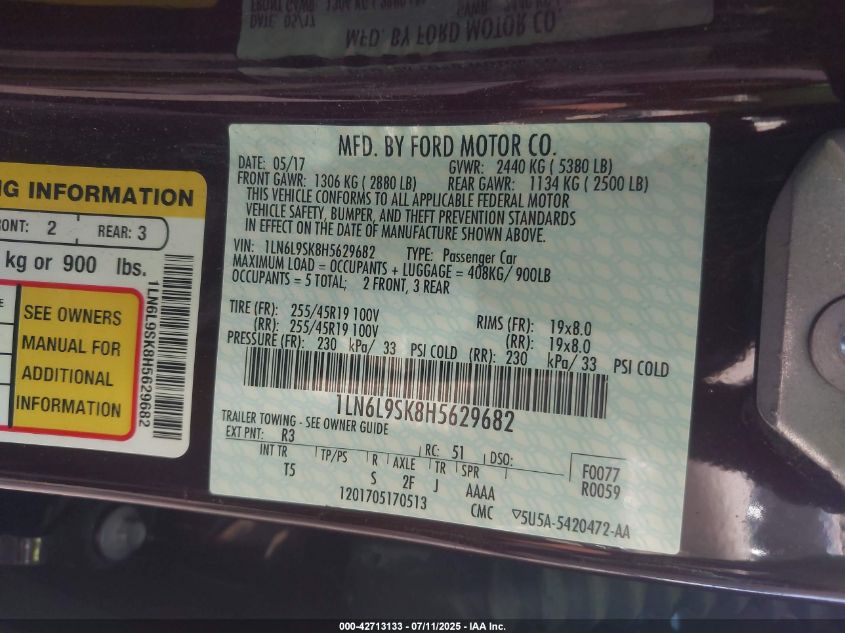 MFD. BY FORD MOTOR CO.
DATE: 05/17 GVWR: 2440 KG ( 5380 LB)
FRONT GAWR: 1306 KG ( 2880 LB) REAR GAWR: 1134 KG ( 2500 LB)
THIS VEHICLE CONFORMS TO ALL APPLICABLE FEDERAL MOTOR
VEHICLE SAFETY, BUMPER, AND THEFT PREVENTION STANDARDS
IN EFFECT ON THE DATE OF MANUFACTURE SHOWN ABOVE.
VIN: 1LN6L9SK8H5629682 TYPE: Passenger Car
MAXIMUM LOAD = OCCUPANTS + LUGGAGE = 408KG/ 900LB
OCCUPANTS = 5 TOTAL; 2 FRONT, 3 REAR
TIRE (FR): 255/45R19 100V RIMS (FR): 19x8.0
(RR): 255/45R19 100V (RR): 19x8.0
PRESSURE (FR): 230 kPa/ 33 PSI COLD (RR): 230 kPa/ 33 PSI COLD
1LN6L9SK8H5629682
TRAILER TOWING - SEE OWNER GUIDE
EXT PNT: R3 RC: 51 DSO:
INT TR TP/PS R AXLE TR SPR
T5 S 2F J AAAA
1201705170513 CMC
F0077
R0059
5U5A-5420472-AA
NG INFORMATION
RONT: 2 REAR: 3
kg or 900 lbs.
SEE OWNERS
MANUAL FOR
ADDITIONAL
INFORMATION
1LN6L9SK8H5629682
MFD. BY FORD MOTOR CO.
DATE: 05/17
000-42713133 - 07/11/2025 - IAA Inc.